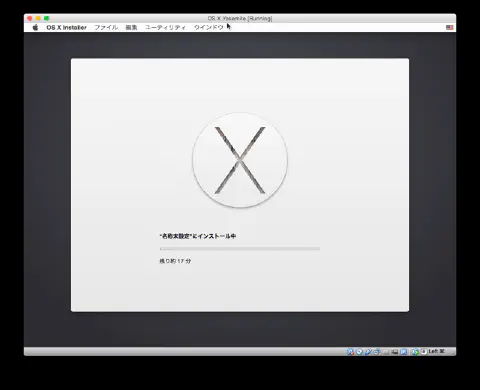 OS X Yosemite [Running]
OS X Installer ファイル 編集 ユーティリティ ウインドウ
"名称未設定"にインストール中
残り約 17 分
Left ⌘